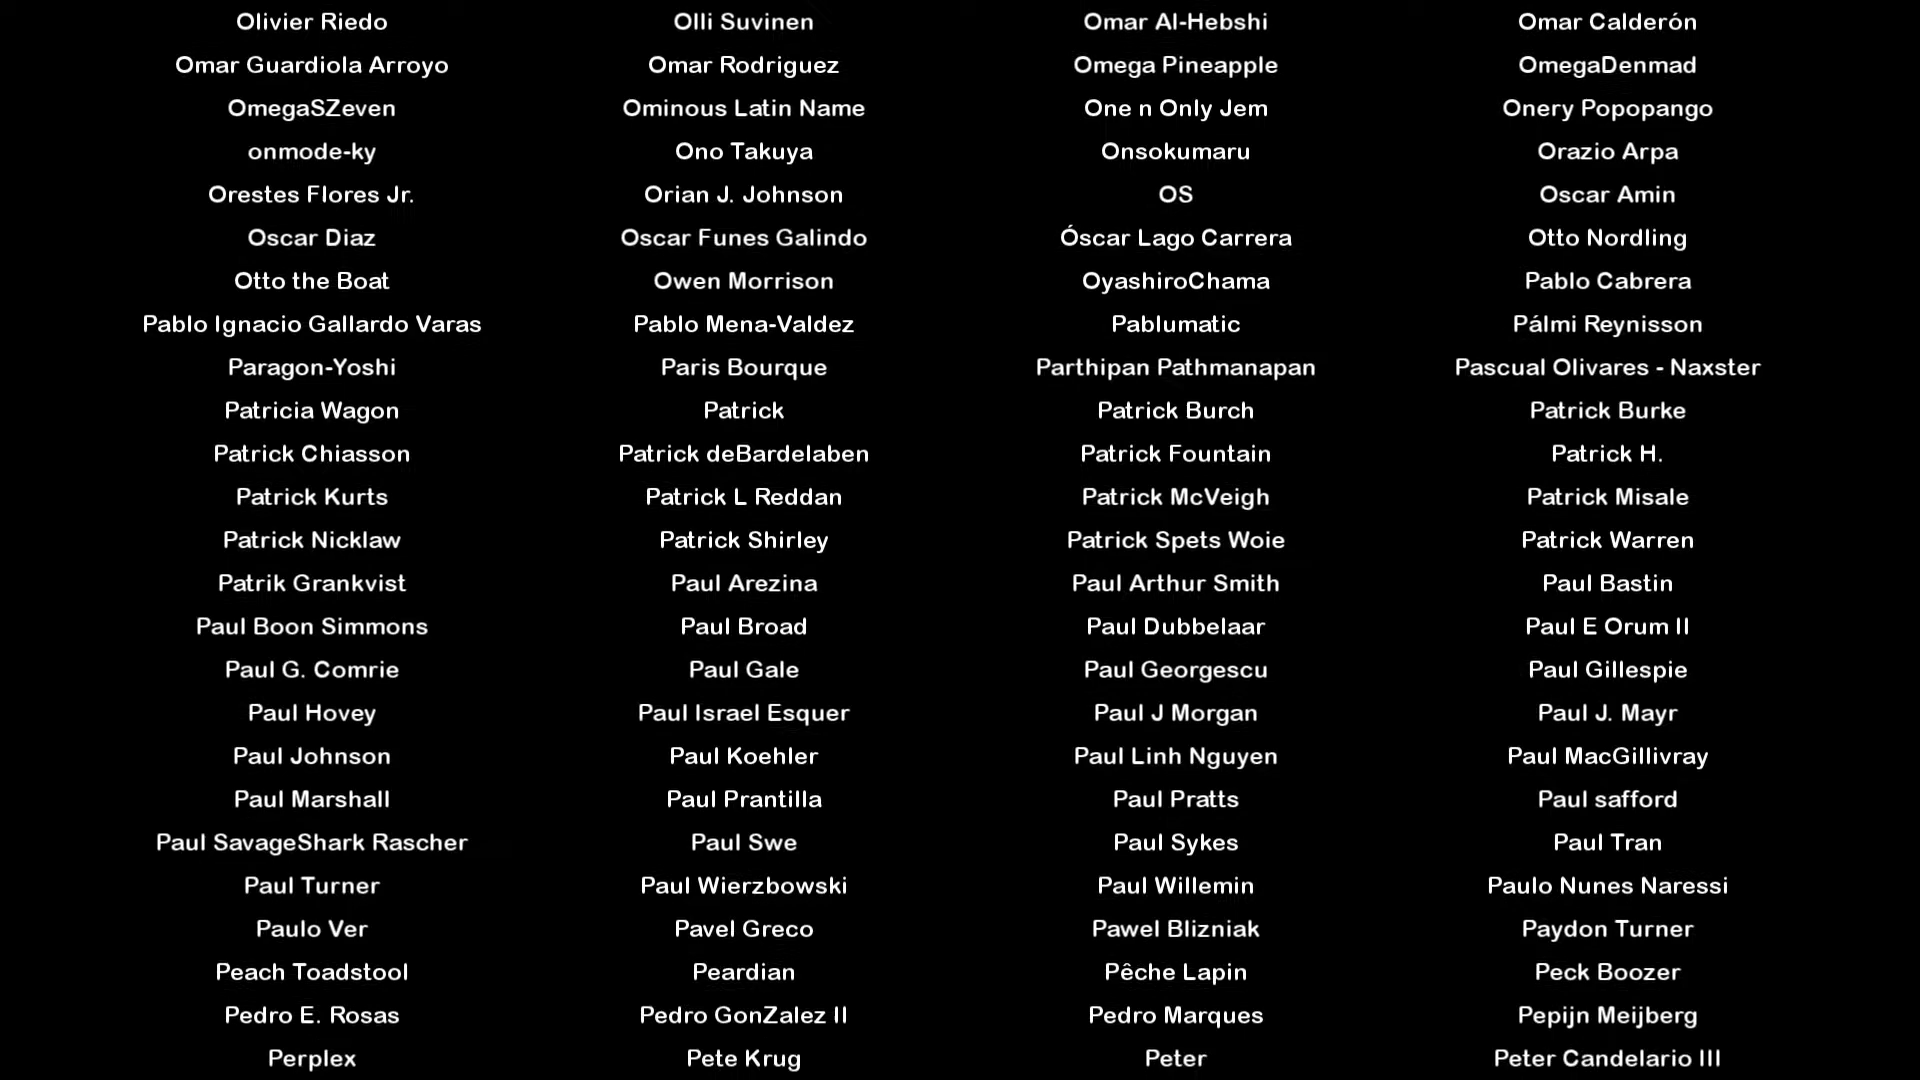 Olivier Riedo Olli Suvinen Omar Al-Hebshi Omar Calderón
Omar Guardiola Arroyo Omar Rodriguez Omega Pineapple OmegaDenmad
OmegaSZeven Ominous Latin Name One n Only Jem Onery Popopango
onmode-ky Ono Takuya Onsokumaru Orazio Arpa
Orestes Flores Jr. Orian J. Johnson OS Oscar Amin
Oscar Diaz Oscar Funes Galindo Óscar Lago Carrera Otto Nordling
Otto the Boat Owen Morrison OyashiroChama Pablo Cabrera
Pablo Ignacio Gallardo Varas Pablo Mena-Valdez Pablumatic Pálmi Reynisson
Paragon-Yoshi Paris Bourque Parthipan Pathmanapan Pascual Olivares - Naxster
Patricia Wagon Patrick Patrick Burch Patrick Burke
Patrick Chiasson Patrick deBardelaben Patrick Fountain Patrick H.
Patrick Kurts Patrick L Reddan Patrick McVeigh Patrick Misale
Patrick Nicklaw Patrick Shirley Patrick Spets Woie Patrick Warren
Patrik Grankvist Paul Arezina Paul Arthur Smith Paul Bastin
Paul Boon Simmons Paul Broad Paul Dubbelaar Paul E Orum II
Paul G. Comrie Paul Gale Paul Georgescu Paul Gillespie
Paul Hovey Paul Israel Esquer Paul J Morgan Paul J. Mayr
Paul Johnson Paul Koehler Paul Linh Nguyen Paul MacGillivray
Paul Marshall Paul Prantilla Paul Pratts Paul safford
Paul SavageShark Rascher Paul Swe Paul Sykes Paul Tran
Paul Turner Paul Wierzbowski Paul Willemin Paulo Nunes Naressi
Paulo Ver Pavel Greco Pawel Blizniak Paydon Turner
Peach Toadstool Peardian Pêche Lapin Peck Boozer
Pedro E. Rosas Pedro GonZalez II Pedro Marques Pepijn Meijberg
Perplex Pete Krug Peter Peter Candelario III